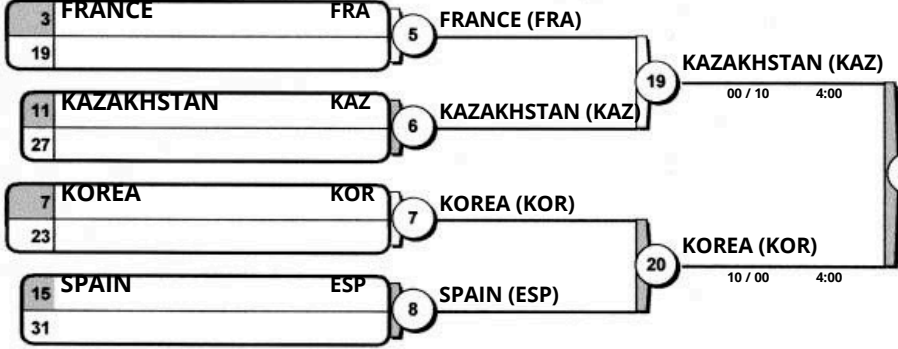 3 FRANCE FRA
19
5
FRANCE (FRA)
11 KAZAKHSTAN KAZ
27
6
KAZAKHSTAN (KAZ)
19
KAZAKHSTAN (KAZ)
00 / 10 4:00
7 KOREA KOR
23
7
KOREA (KOR)
15 SPAIN ESP
31
8
SPAIN (ESP)
20
KOREA (KOR)
10 / 00 4:00